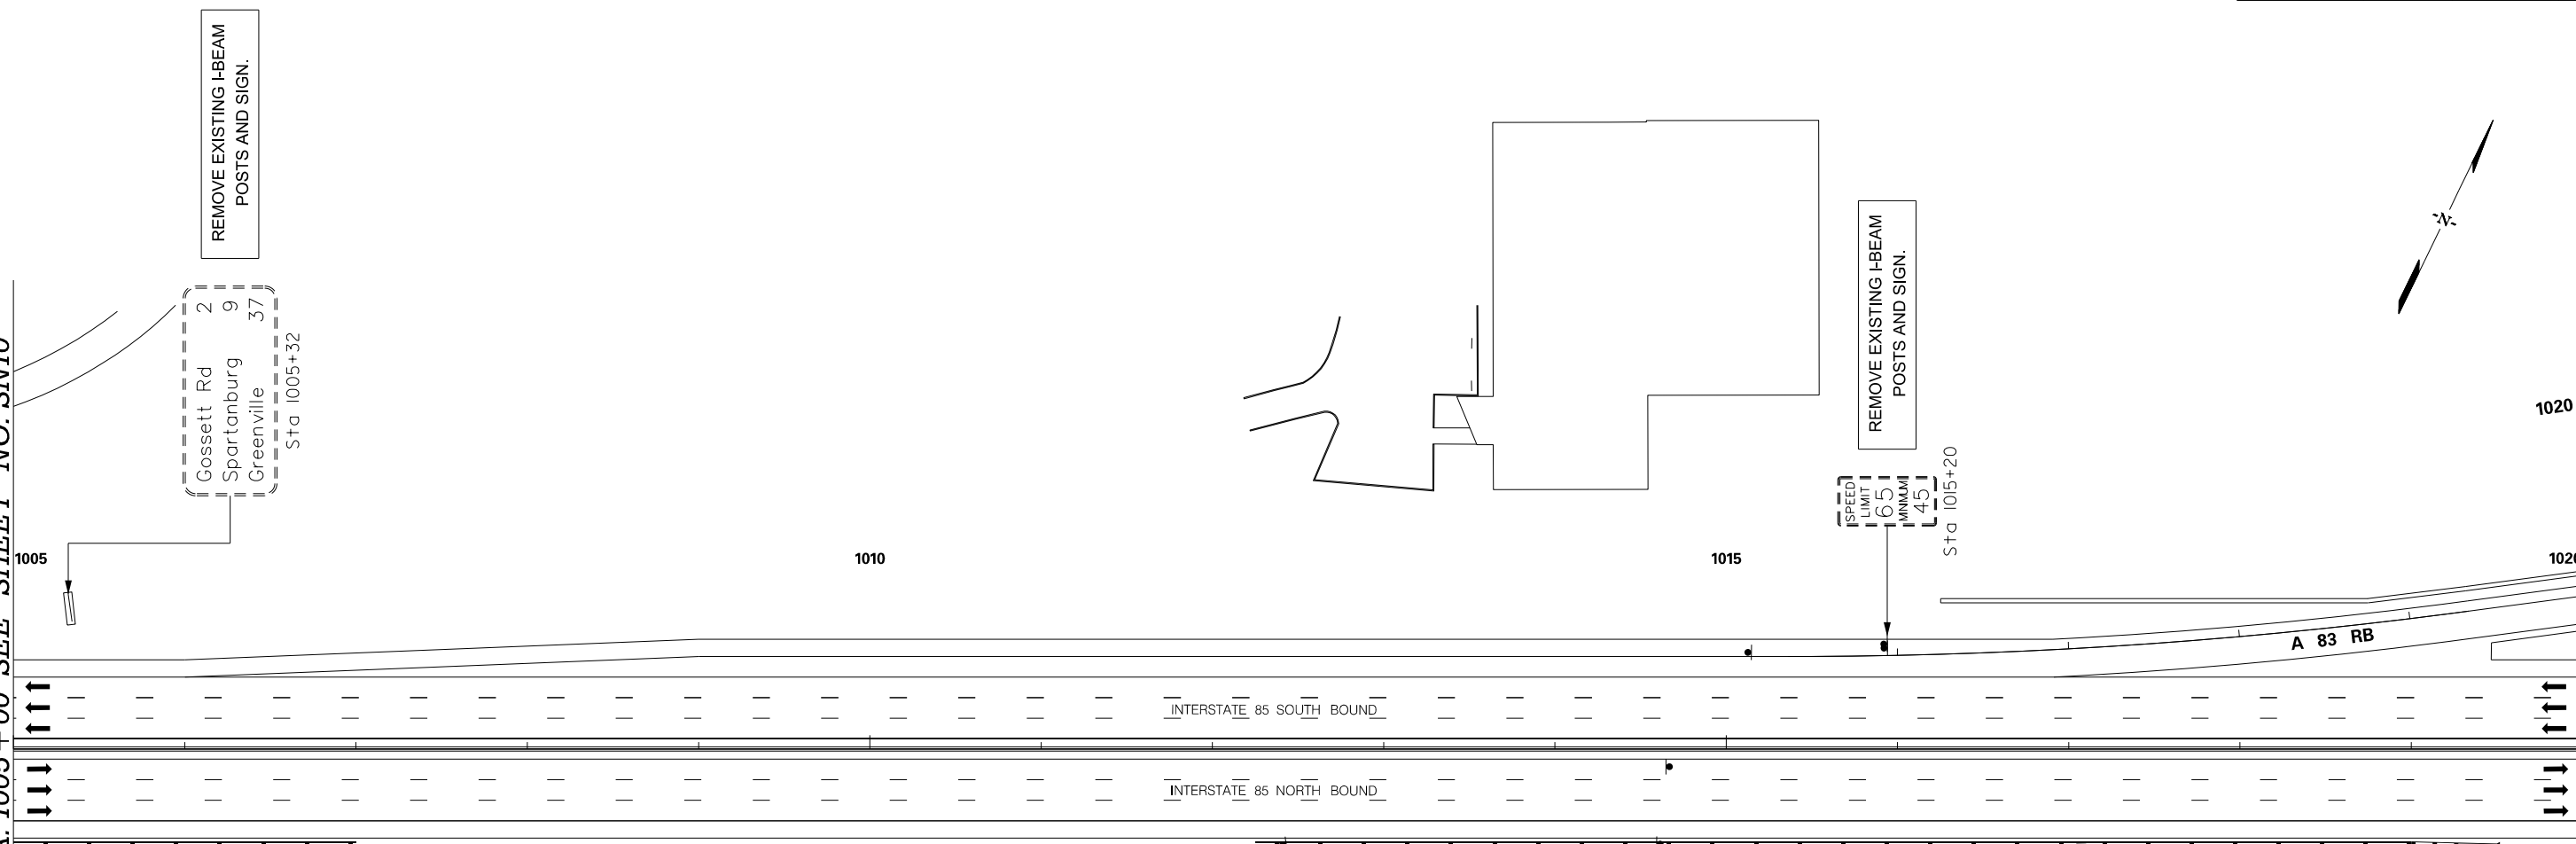 REMOVE EXISTING I-BEAM
POSTS AND SIGN.
Gossett Rd 2
Spartanburg 9
Greenville 37
Sta 1005+32
REMOVE EXISTING I-BEAM
POSTS AND SIGN.
SPEED
LIMIT
65
MNMUM
45
Sta 1015+20
N
1020
1005
1010
1015
A 83 RB
INTERSTATE 85 SOUTH BOUND
INTERSTATE 85 NORTH BOUND